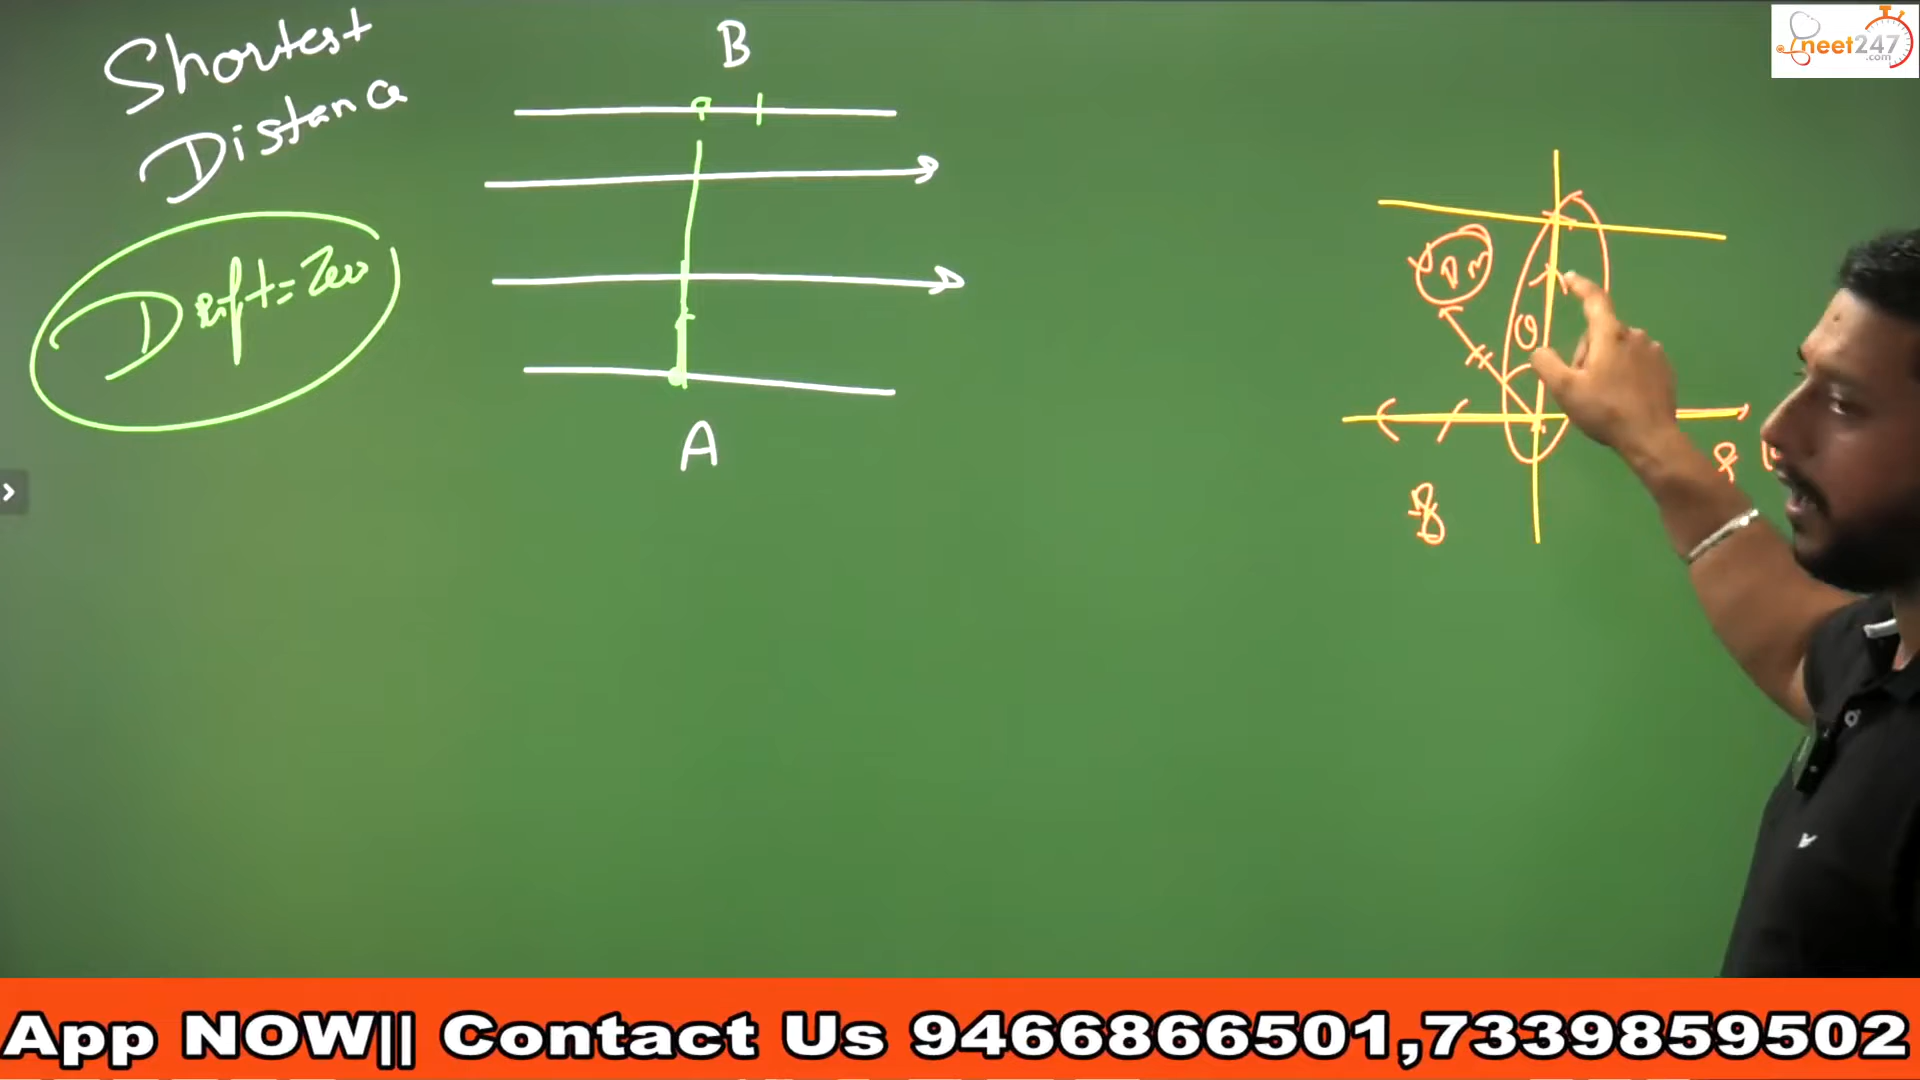 Shortest
Distance
Drift = Zero
B
A
θ
neet247
.com
App NOW|| Contact Us 9466866501,7339859502